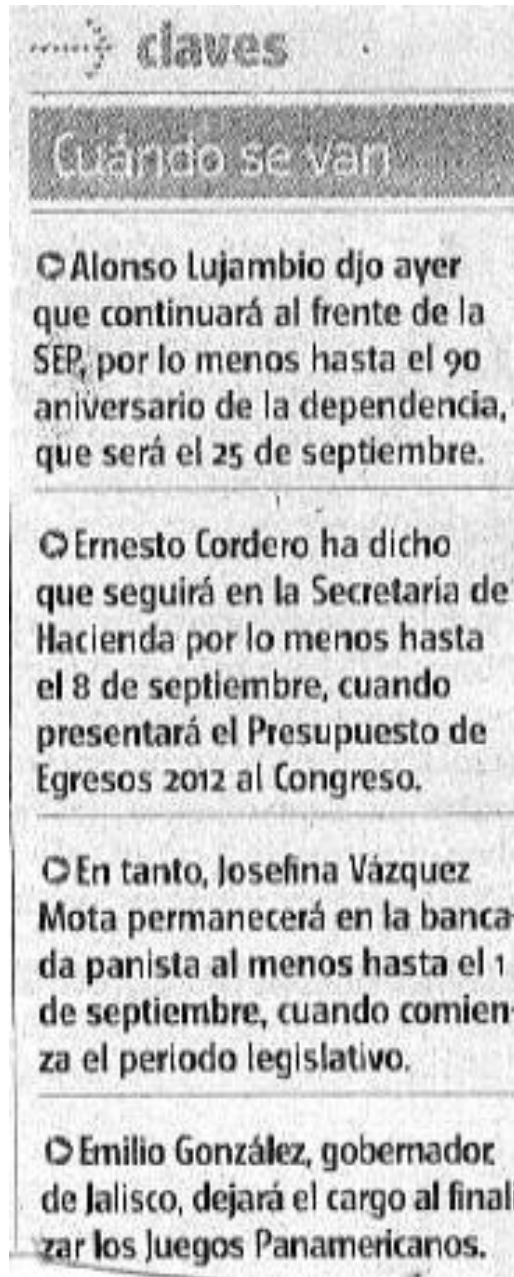 claves
Cuándo se van
Alonso Lujambio djo ayer
que continuará al frente de la
SEP, por lo menos hasta el 90
aniversario de la dependencia,
que será el 25 de septiembre.
Ernesto Cordero ha dicho
que seguirá en la Secretaría de
Hacienda por lo menos hasta
el 8 de septiembre, cuando
presentará el Presupuesto de
Egresos 2012 al Congreso.
En tanto, Josefina Vázquez
Mota permanecerá en la banca-
da panista al menos hasta el 1
de septiembre, cuando comien-
za el periodo legislativo.
Emilio González, gobernador
de Jalisco, dejará el cargo al finali
zar los Juegos Panamericanos.